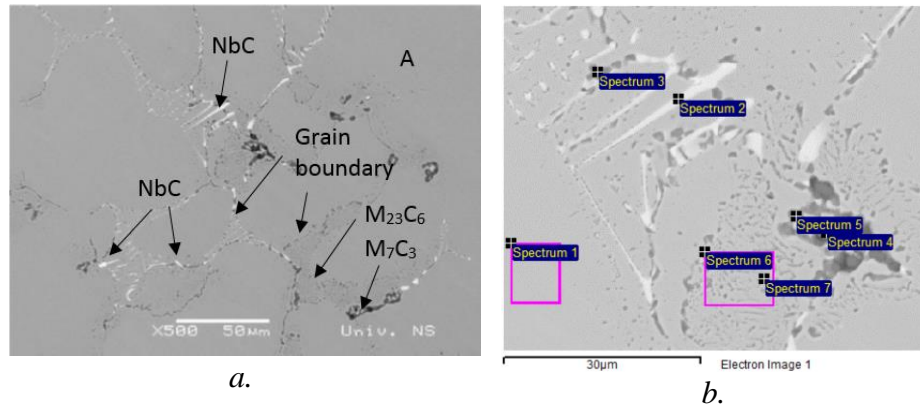 NbC
A
Grain
boundary
NbC
M₂₃C₆
M₇C₃
X500 50µm Univ. NS
a.
Spectrum 3
Spectrum 2
Spectrum 5
Spectrum 4
Spectrum 1
Spectrum 6
Spectrum 7
30µm Electron Image 1
b.